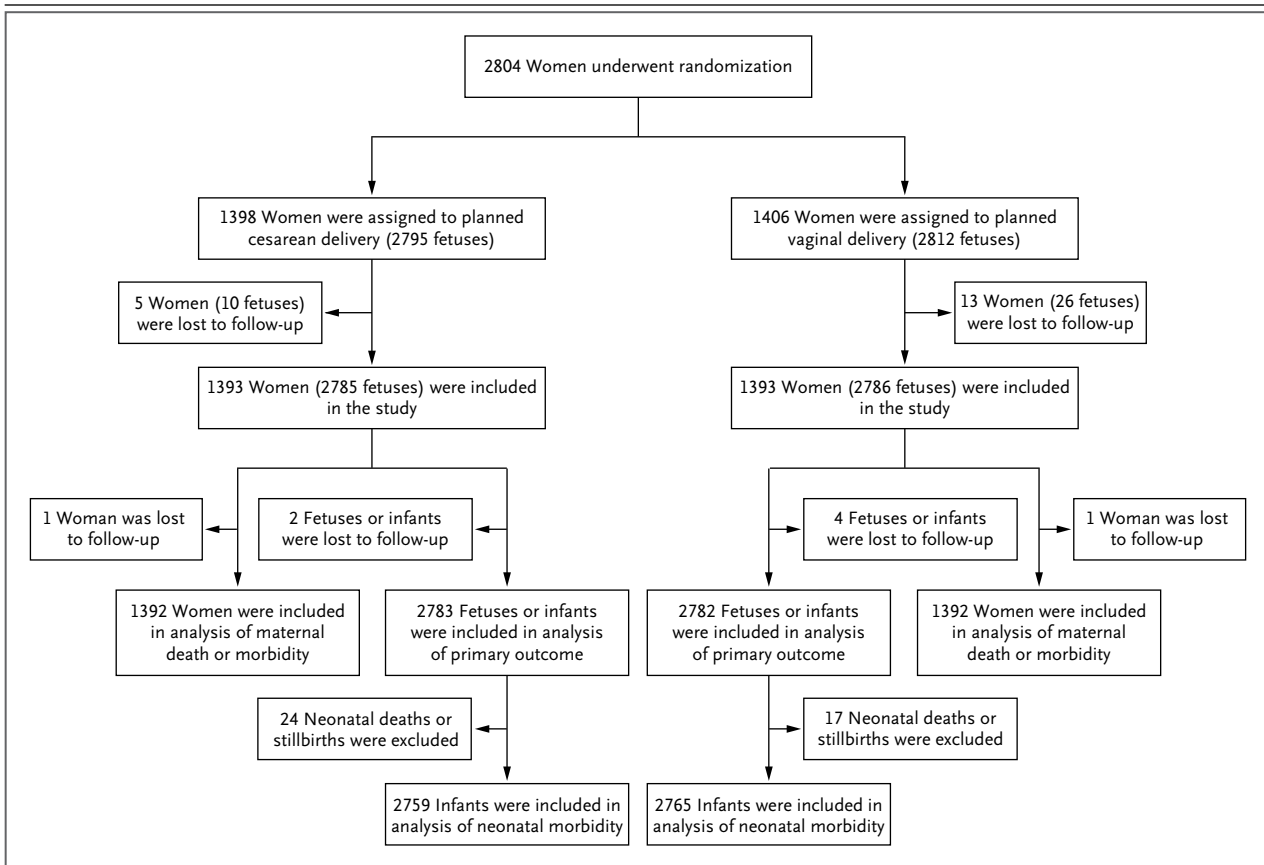 2804 Women underwent randomization
1398 Women were assigned to planned
cesarean delivery (2795 fetuses)
1406 Women were assigned to planned
vaginal delivery (2812 fetuses)
5 Women (10 fetuses)
were lost to follow-up
13 Women (26 fetuses)
were lost to follow-up
1393 Women (2785 fetuses) were included
in the study
1393 Women (2786 fetuses) were included
in the study
1 Woman was lost
to follow-up
2 Fetuses or infants
were lost to follow-up
4 Fetuses or infants
were lost to follow-up
1 Woman was lost
to follow-up
1392 Women were included
in analysis of maternal
death or morbidity
2783 Fetuses or infants
were included in analysis
of primary outcome
2782 Fetuses or infants
were included in analysis
of primary outcome
1392 Women were included
in analysis of maternal
death or morbidity
24 Neonatal deaths or
stillbirths were excluded
17 Neonatal deaths or
stillbirths were excluded
2759 Infants were included in
analysis of neonatal morbidity
2765 Infants were included in
analysis of neonatal morbidity